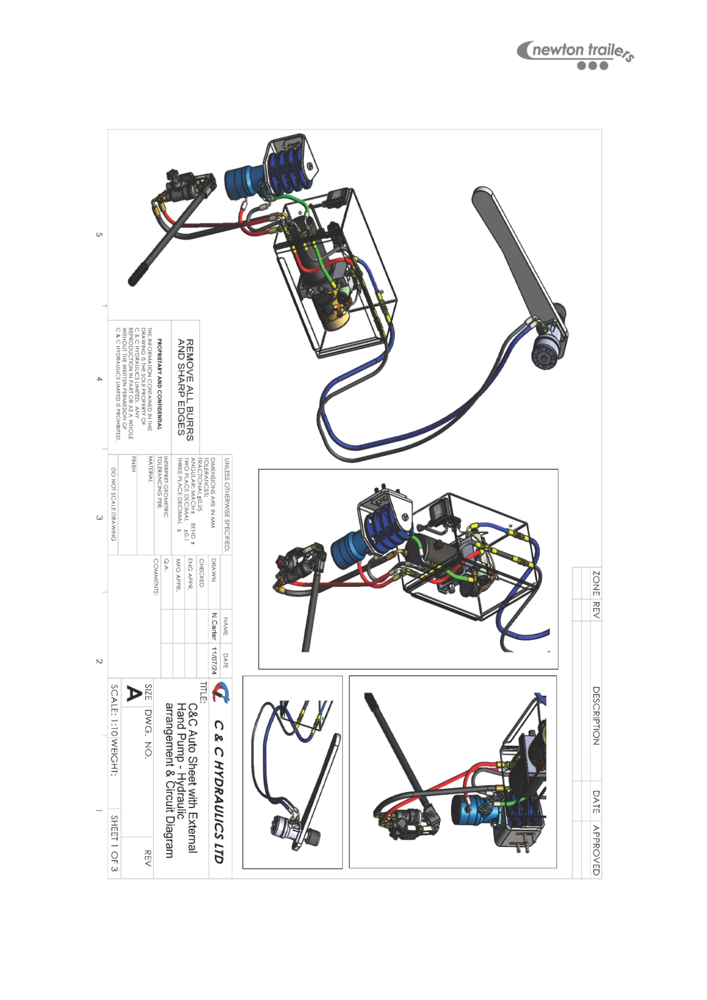 newton trailers
ZONE REV DESCRIPTION DATE APPROVED
UNLESS OTHERWISE SPECIFIED:
DIMENSIONS ARE IN MM
TOLERANCES:
FRACTIONAL ±0.25
ANGULAR: MACH ± BEND ±
TWO PLACE DECIMAL ±0.1
THREE PLACE DECIMAL ±
INTERPRET GEOMETRIC
TOLERANCING PER:
MATERIAL
FINISH
DO NOT SCALE DRAWING
NAME DATE
DRAWN N.Carter 11/07/24
CHECKED
ENG APPR.
MFG APPR.
Q.A.
COMMENTS:
REMOVE ALL BURRS
AND SHARP EDGES
PROPRIETARY AND CONFIDENTIAL
THE INFORMATION CONTAINED IN THIS
DRAWING IS THE SOLE PROPERTY OF
C & C HYDRAULICS LIMITED. ANY
REPRODUCTION IN PART OR AS A WHOLE
WITHOUT THE WRITTEN PERMISSION OF
C & C HYDRAULICS LIMITED IS PROHIBITED.
C & C HYDRAULICS LTD
TITLE:
C&C Auto Sheet with External
Hand Pump - Hydraulic
arrangement & Circuit Diagram
SIZE DWG. NO. REV
A
SCALE: 1:10 WEIGHT: SHEET 1 OF 3
5 4 3 2 1